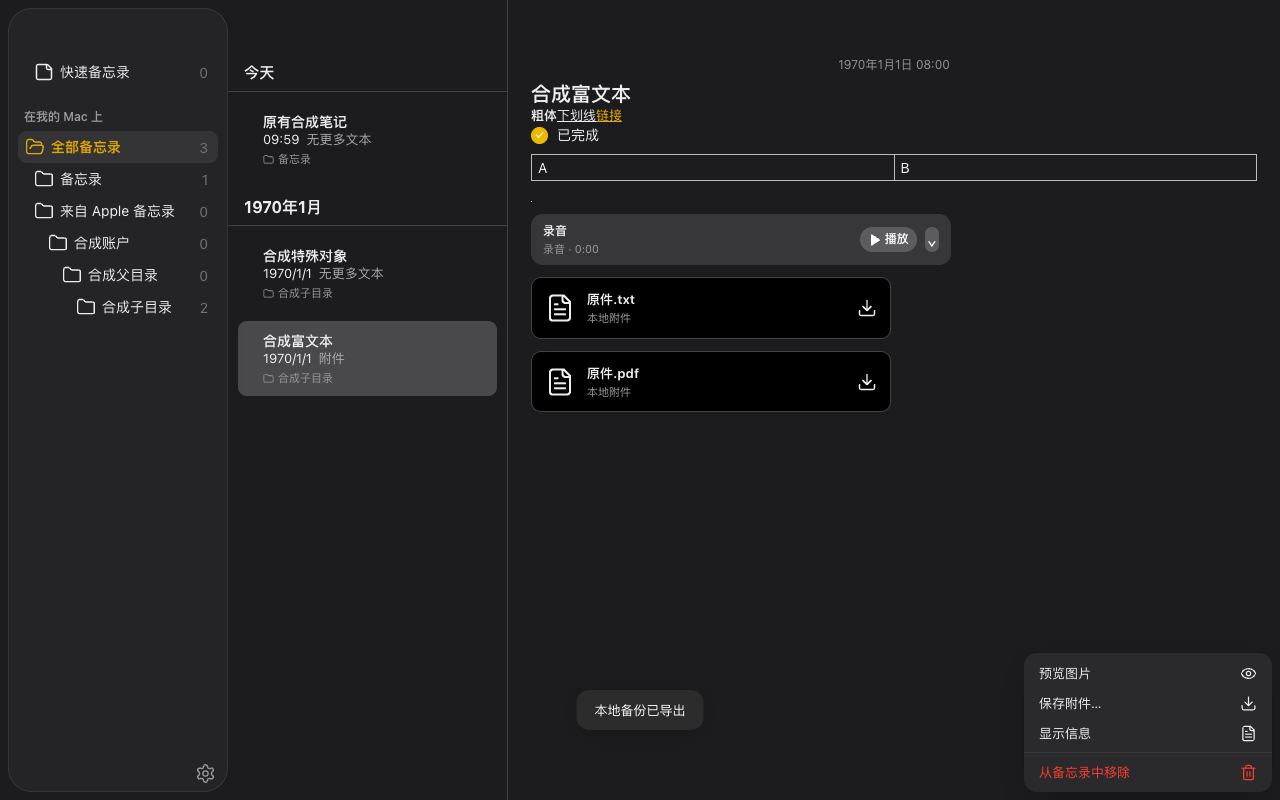 快速备忘录 0
在我的 Mac 上
全部备忘录 3
备忘录 1
来自 Apple 备忘录 0
合成账户 0
合成父目录 0
合成子目录 2
今天
原有合成笔记
09:59 无更多文本
备忘录
1970年1月
合成特殊对象
1970/1/1 无更多文本
合成子目录
合成富文本
1970/1/1 附件
合成子目录
1970年1月1日 08:00
合成富文本
粗体下划线链接
已完成
A B
录音
录音 · 0:00
播放
原件.txt
本地附件
原件.pdf
本地附件
本地备份已导出
预览图片
保存附件...
显示信息
从备忘录中移除